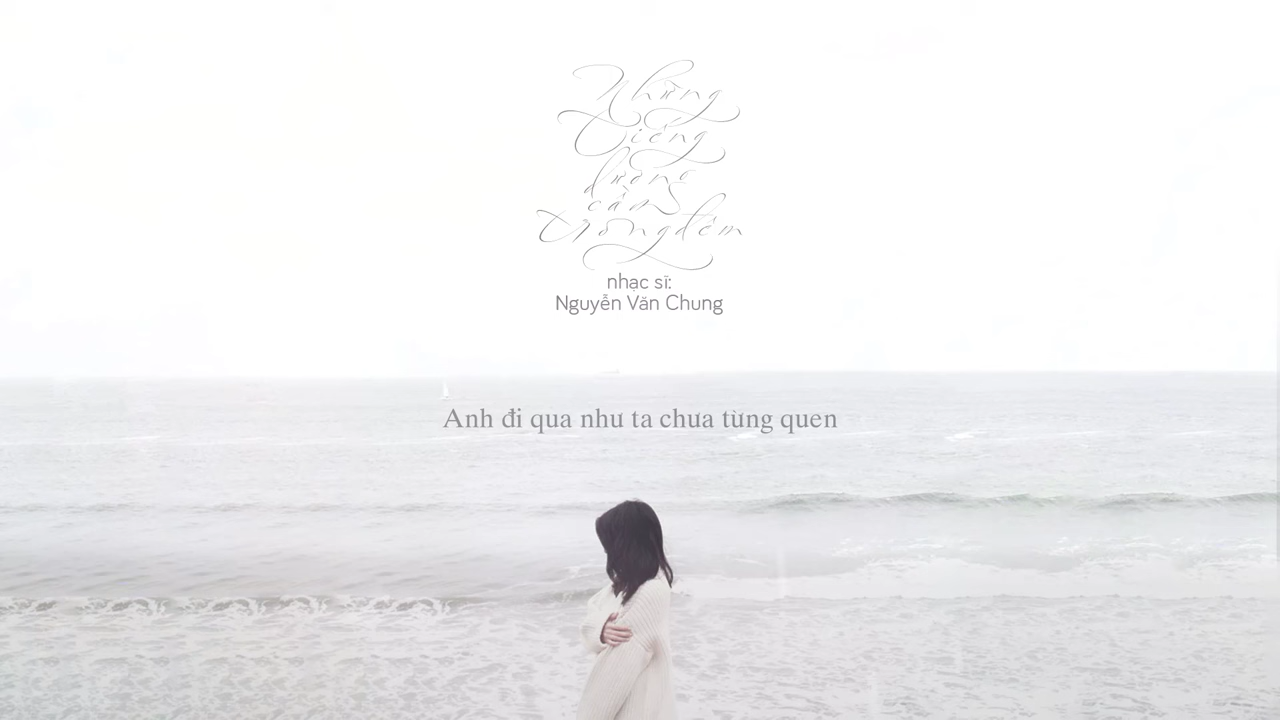 Những
tiếng
dương
cầm
trong đêm
nhạc sĩ:
Nguyễn Văn Chung
Anh đi qua như ta chưa từng quen